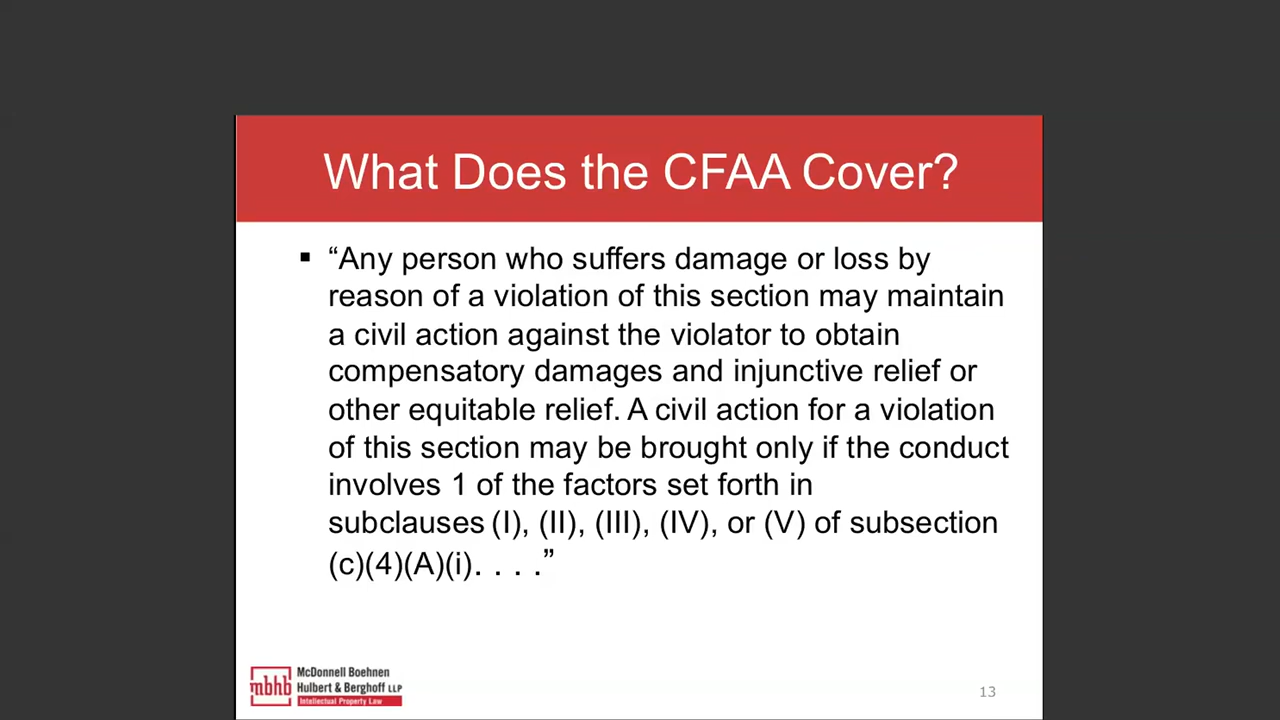 What Does the CFAA Cover?
▪ “Any person who suffers damage or loss by
reason of a violation of this section may maintain
a civil action against the violator to obtain
compensatory damages and injunctive relief or
other equitable relief. A civil action for a violation
of this section may be brought only if the conduct
involves 1 of the factors set forth in
subclauses (I), (II), (III), (IV), or (V) of subsection
(c)(4)(A)(i). . . .”
mbhb
McDonnell Boehnen
Hulbert & Berghoff LLP
Intellectual Property Law
13